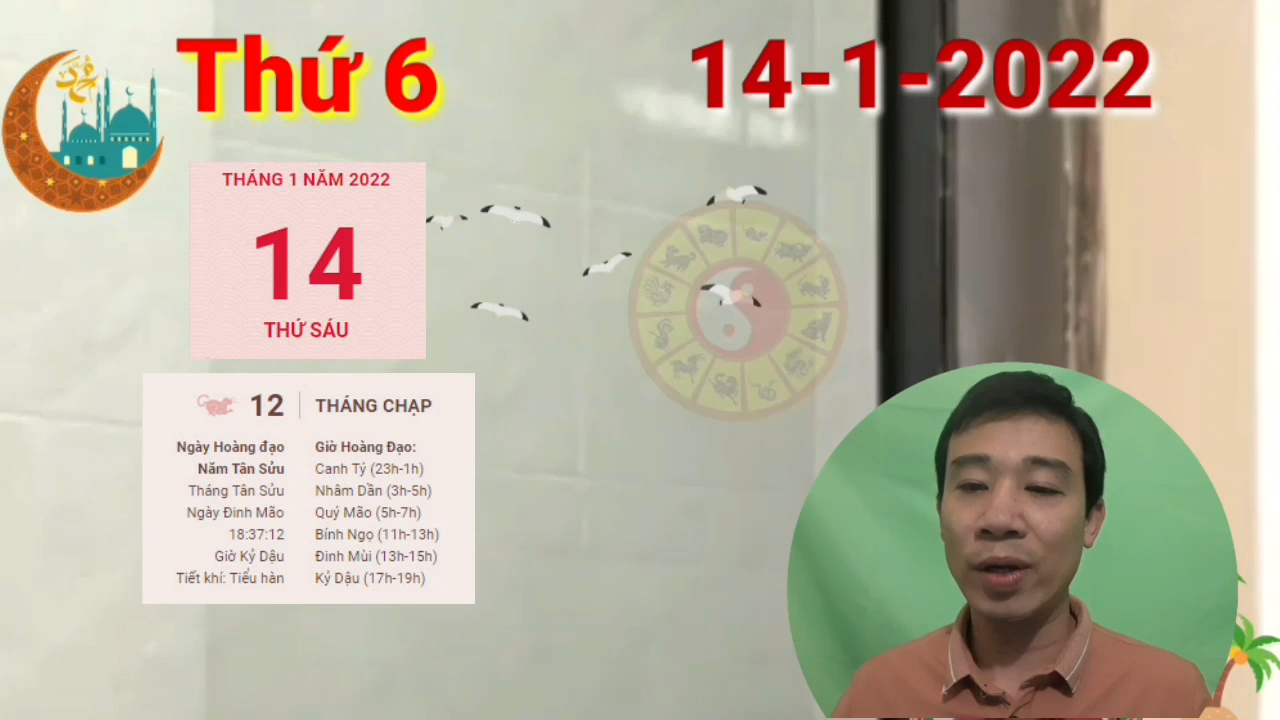 Thứ 6
14-1-2022
THÁNG 1 NĂM 2022
14
THỨ SÁU
12
THÁNG CHẠP
Ngày Hoàng đạo
Năm Tân Sửu
Tháng Tân Sửu
Ngày Đinh Mão
18:37:12
Giờ Kỷ Dậu
Tiết khí: Tiểu hàn
Giờ Hoàng Đạo:
Canh Tý (23h-1h)
Nhâm Dần (3h-5h)
Quý Mão (5h-7h)
Bính Ngọ (11h-13h)
Đinh Mùi (13h-15h)
Kỷ Dậu (17h-19h)